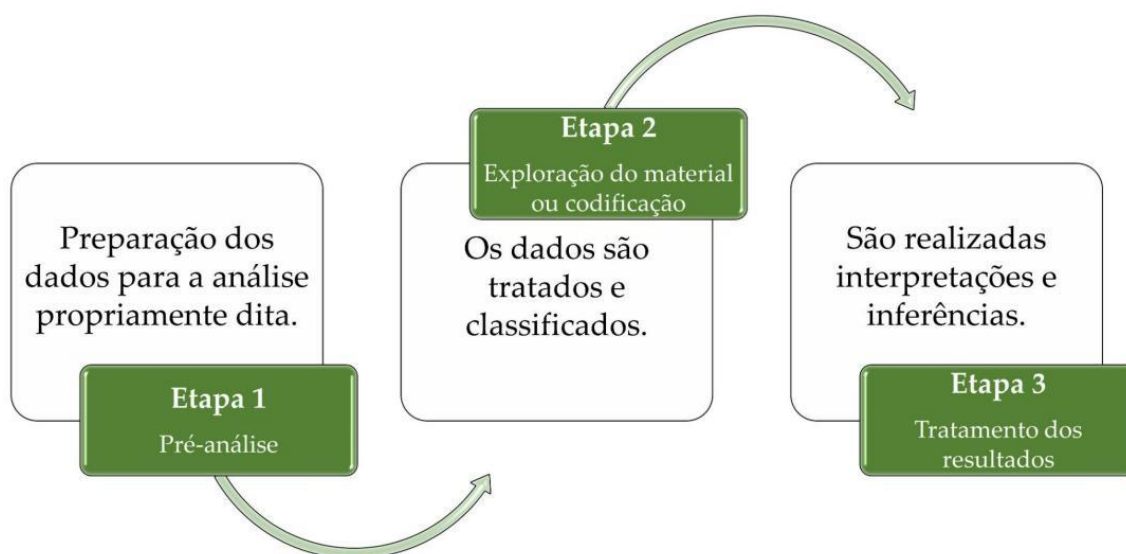 Preparação dos
dados para a análise
propriamente dita.
Etapa 1
Pré-análise
Etapa 2
Exploração do material
ou codificação
Os dados são
tratados e
classificados.
São realizadas
interpretações e
inferências.
Etapa 3
Tratamento dos
resultados